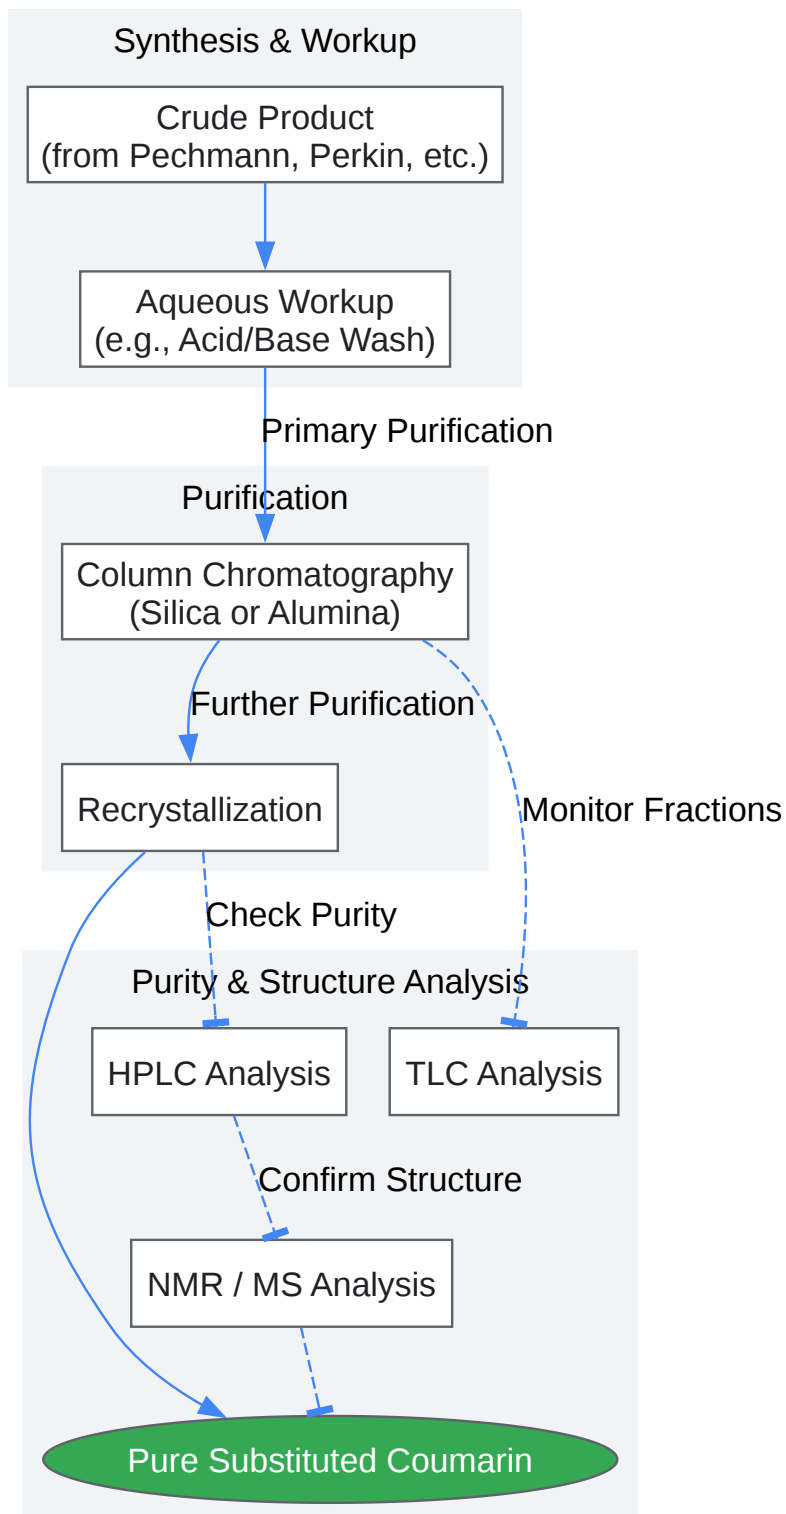 Synthesis & Workup
Crude Product
(from Pechmann, Perkin, etc.)
Aqueous Workup
(e.g., Acid/Base Wash)
Primary Purification
Purification
Column Chromatography
(Silica or Alumina)
Further Purification
Recrystallization
Monitor Fractions
Check Purity
Purity & Structure Analysis
HPLC Analysis
TLC Analysis
Confirm Structure
NMR / MS Analysis
Pure Substituted Coumarin